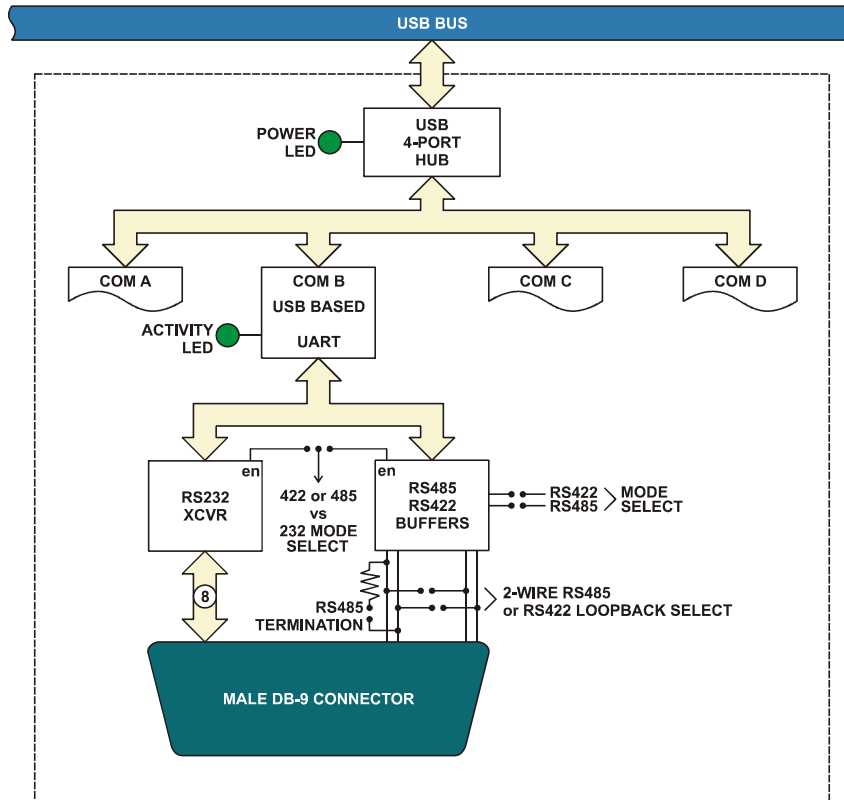 USB BUS
POWER
LED
USB
4-PORT
HUB
COM A
COM B
USB BASED
UART
COM C
COM D
ACTIVITY
LED
en
RS232
XCVR
422 or 485
vs
232 MODE
SELECT
en
RS485
RS422
BUFFERS
RS422
RS485
MODE
SELECT
8
RS485
TERMINATION
2-WIRE RS485
or RS422 LOOPBACK SELECT
MALE DB-9 CONNECTOR